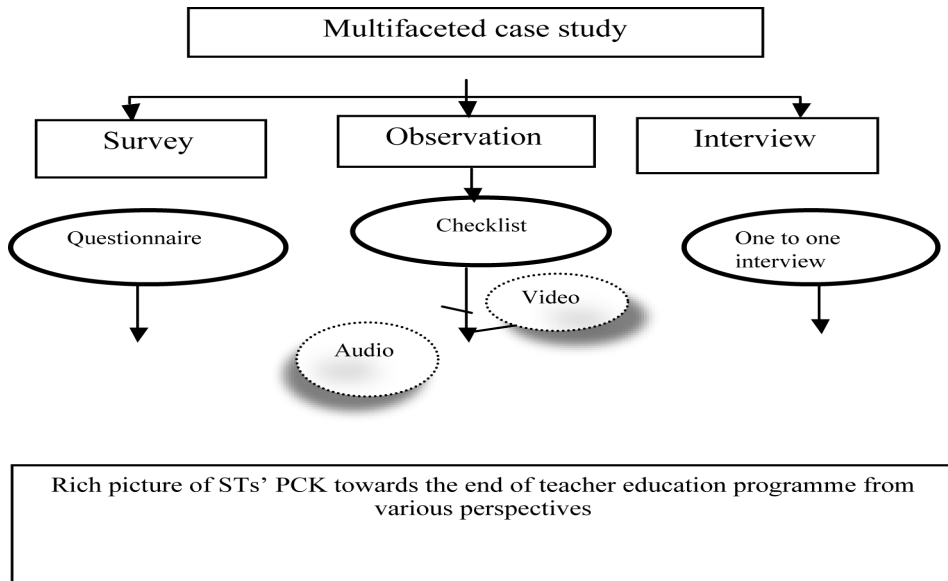 Multifaceted case study
Survey
Observation
Interview
Questionnaire
Checklist
One to one
interview
Video
Audio
Rich picture of STs' PCK towards the end of teacher education programme from
various perspectives